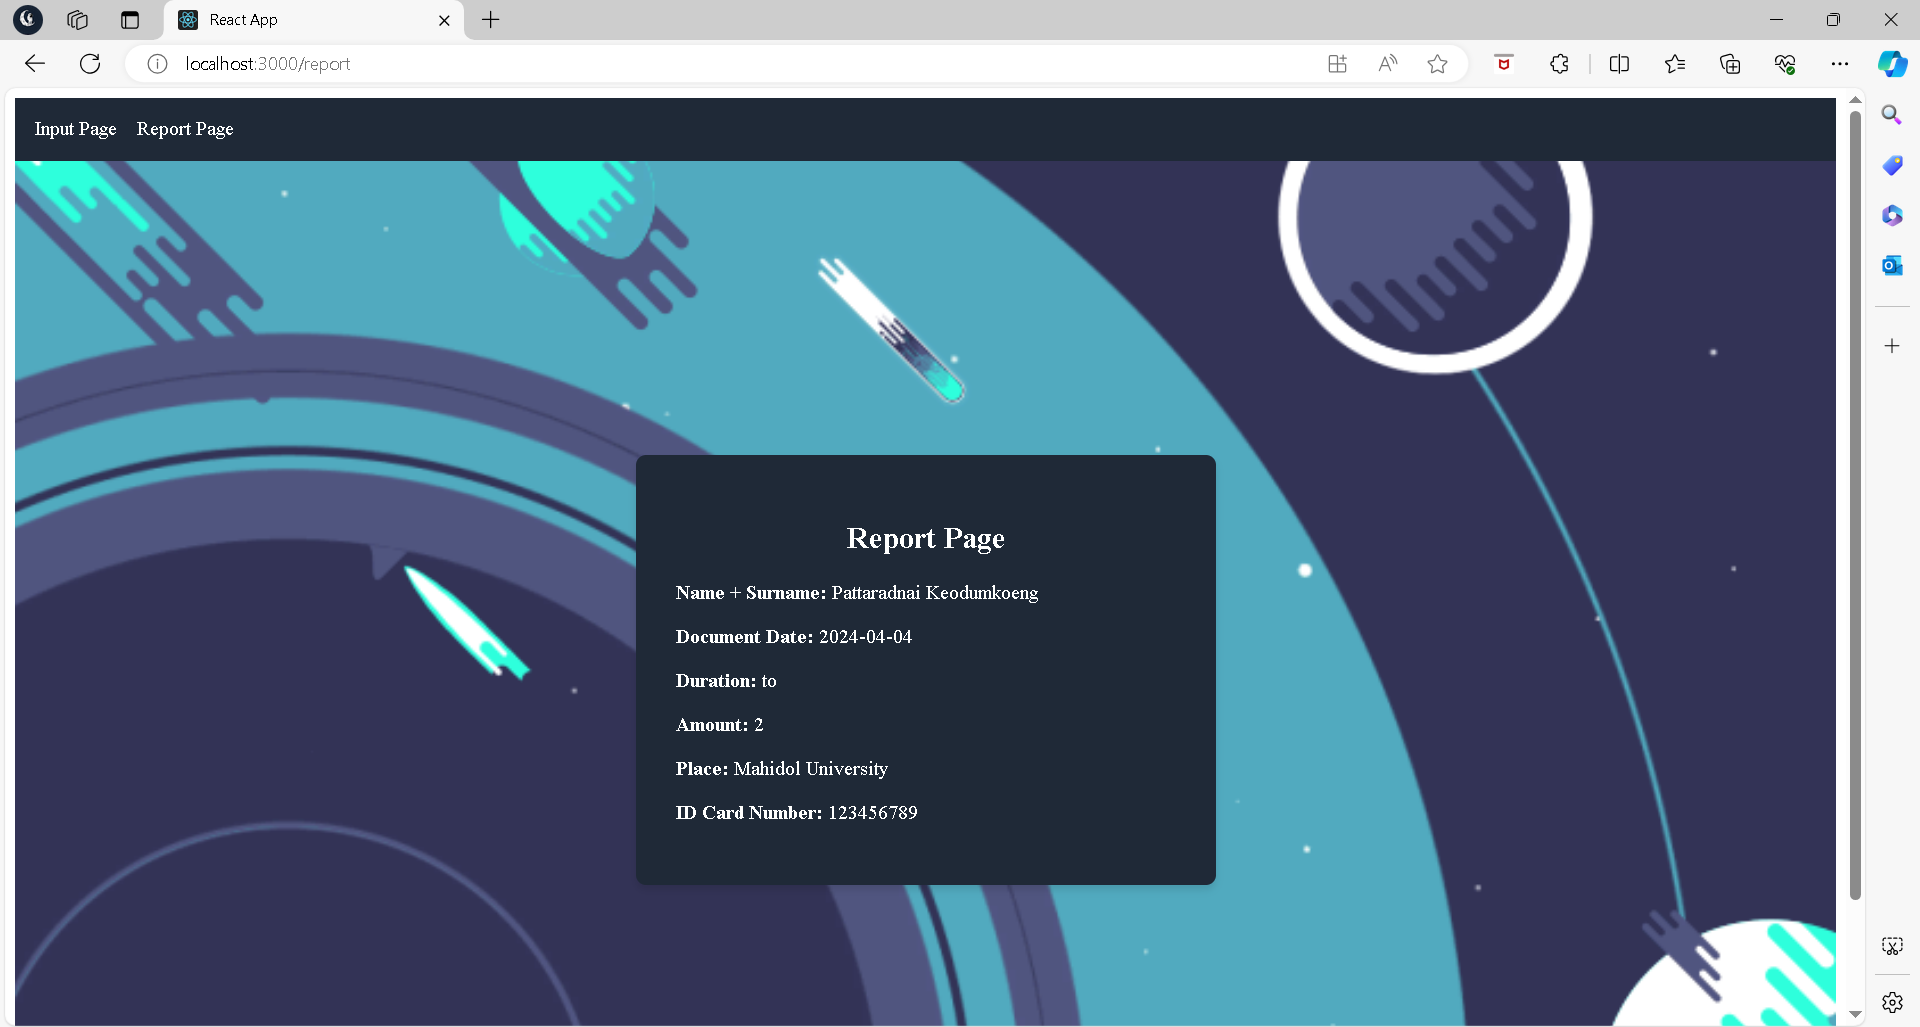 React App
localhost:3000/report
Input Page Report Page
Report Page
Name + Surname: Pattaradnai Keodumkoeng
Document Date: 2024-04-04
Duration: to
Amount: 2
Place: Mahidol University
ID Card Number: 123456789